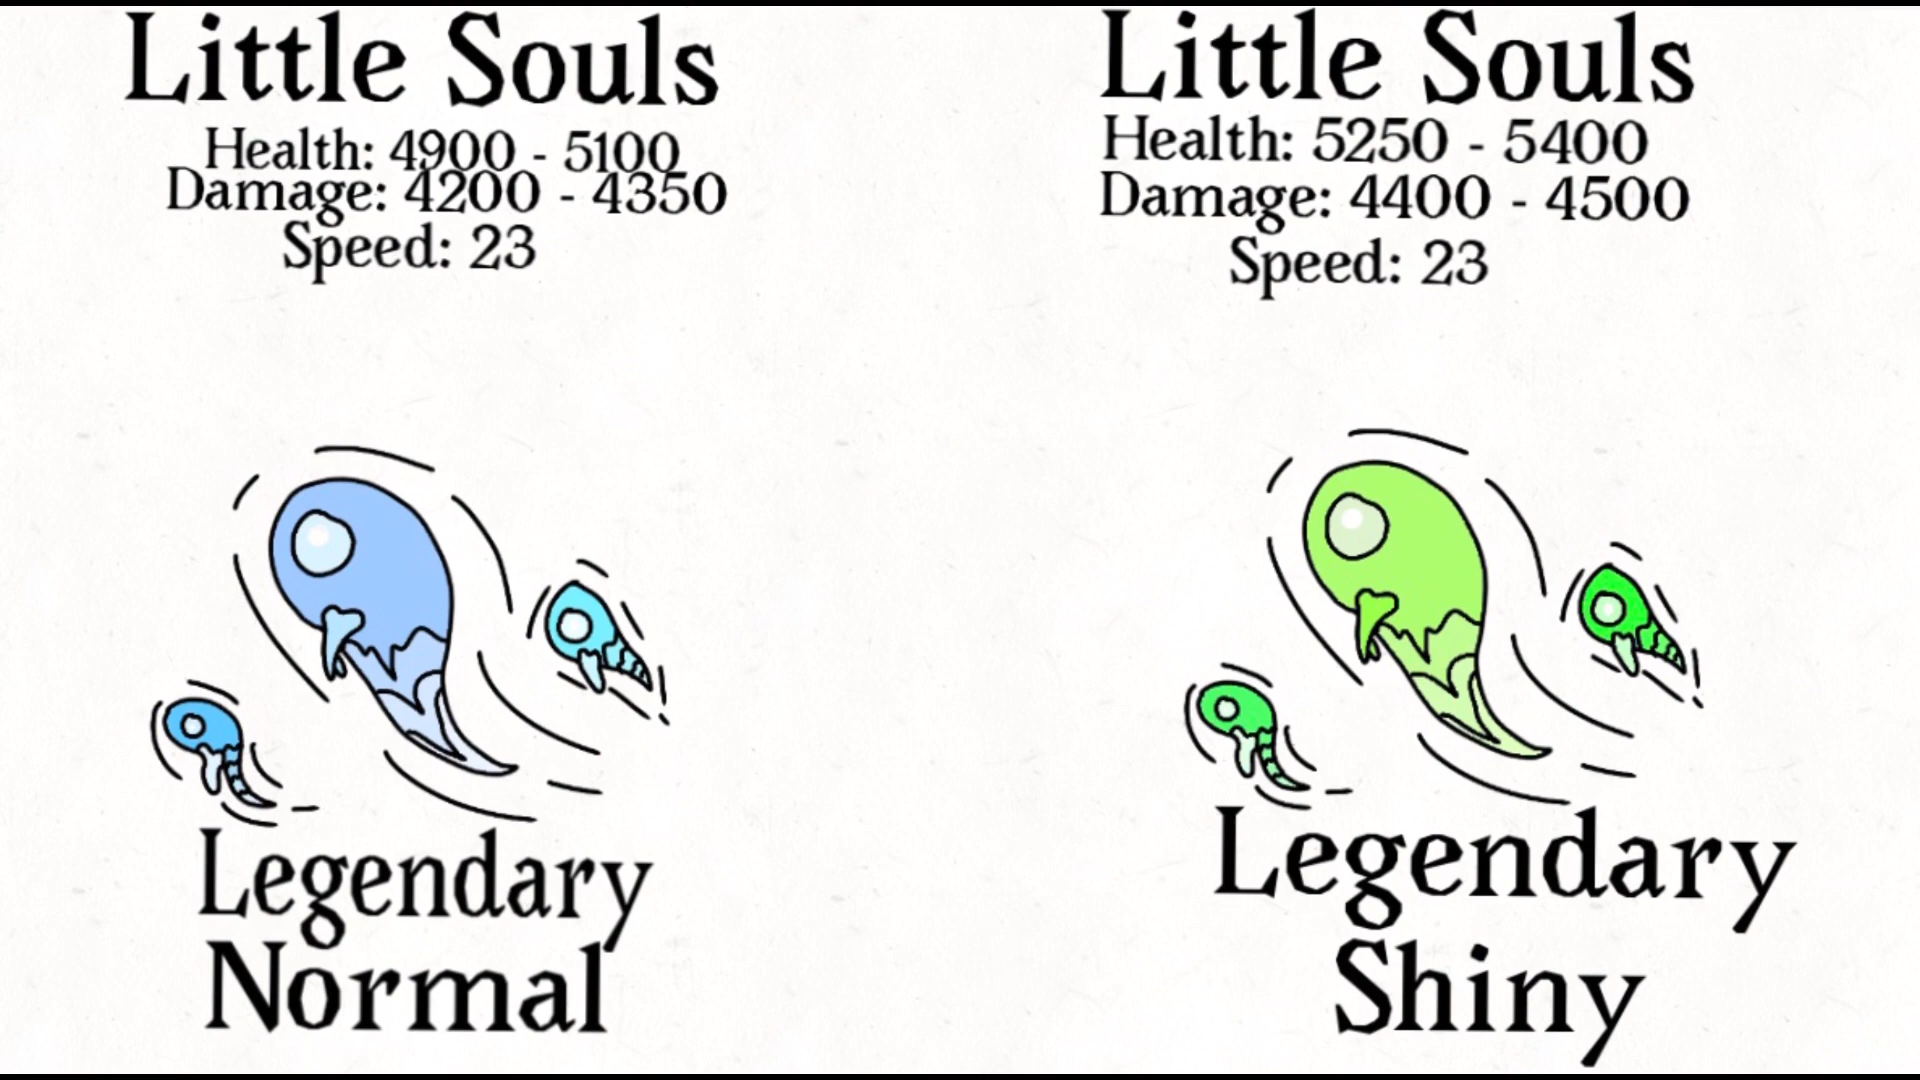 Little Souls
Health: 4900 - 5100
Damage: 4200 - 4350
Speed: 23
Legendary
Normal
Little Souls
Health: 5250 - 5400
Damage: 4400 - 4500
Speed: 23
Legendary
Shiny